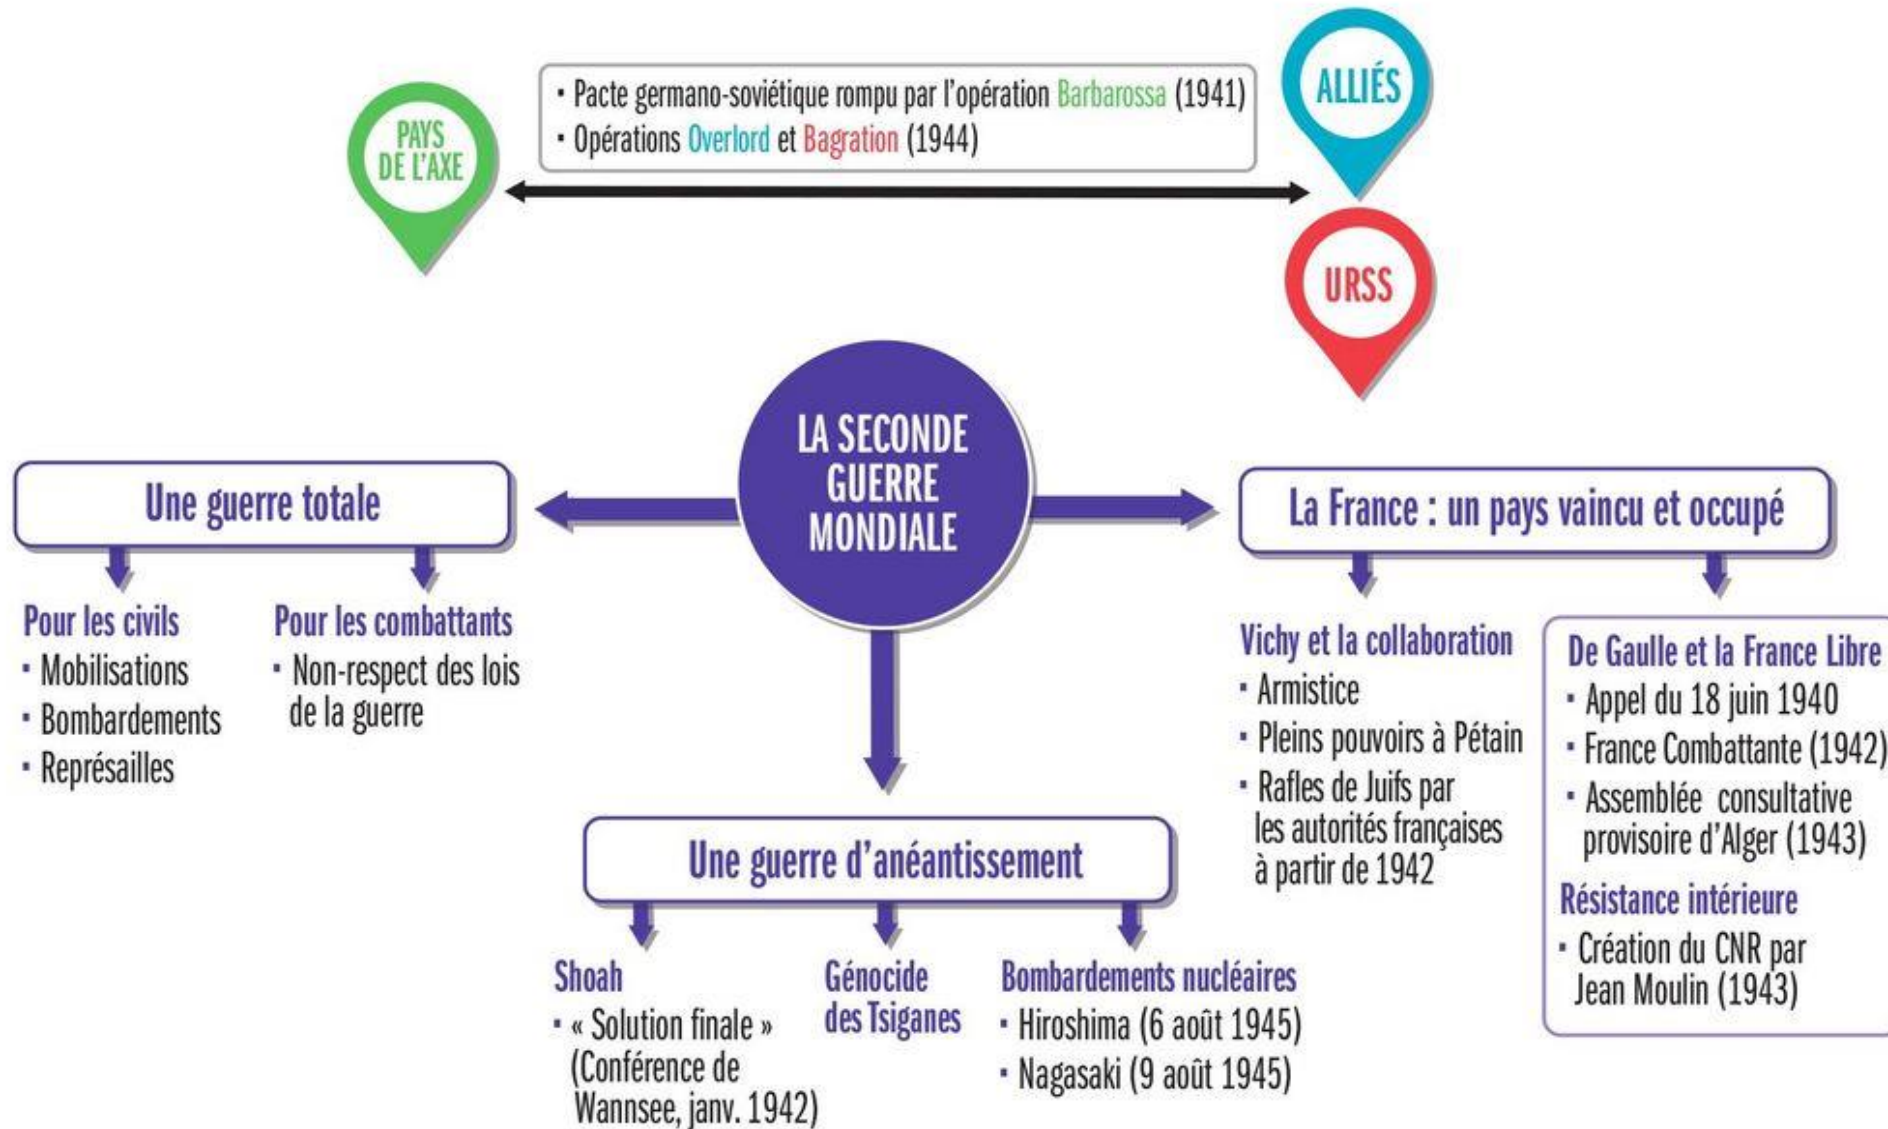 PAYS
DE L'AXE
▪ Pacte germano-soviétique rompu par l'opération Barbarossa (1941)
▪ Opérations Overlord et Bagration (1944)
ALLIÉS
URSS
LA SECONDE
GUERRE
MONDIALE
Une guerre totale
Pour les civils
▪ Mobilisations
▪ Bombardements
▪ Représailles
Pour les combattants
▪ Non-respect des lois
de la guerre
Une guerre d'anéantissement
Shoah
▪ « Solution finale »
(Conférence de
Wannsee, janv. 1942)
Génocide
des Tsiganes
Bombardements nucléaires
▪ Hiroshima (6 août 1945)
▪ Nagasaki (9 août 1945)
La France : un pays vaincu et occupé
Vichy et la collaboration
▪ Armistice
▪ Pleins pouvoirs à Pétain
▪ Rafles de Juifs par
les autorités françaises
à partir de 1942
De Gaulle et la France Libre
▪ Appel du 18 juin 1940
▪ France Combattante (1942)
▪ Assemblée consultative
provisoire d'Alger (1943)
Résistance intérieure
▪ Création du CNR par
Jean Moulin (1943)